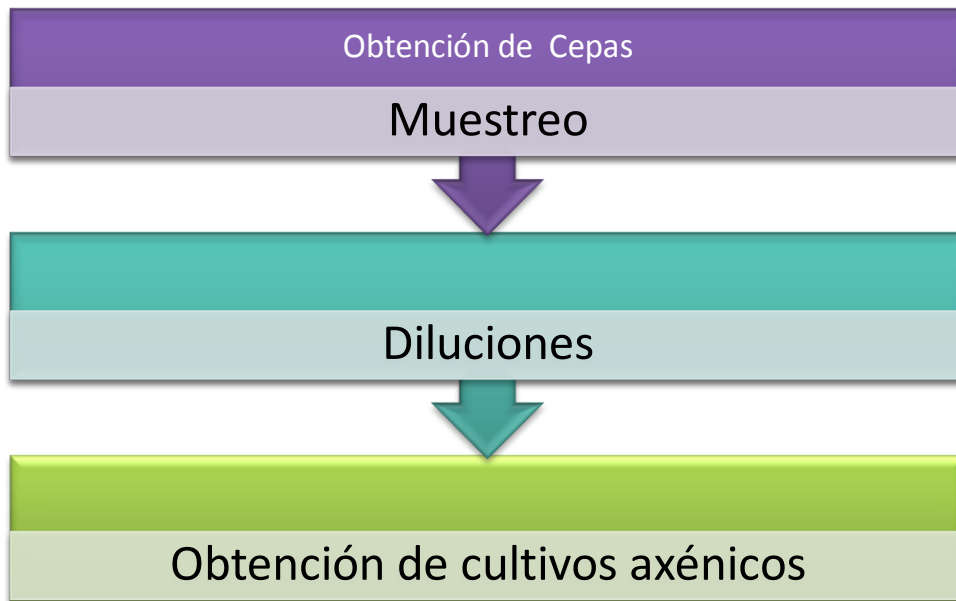 Obtención de Cepas
Muestreo
Diluciones
Obtención de cultivos axénicos